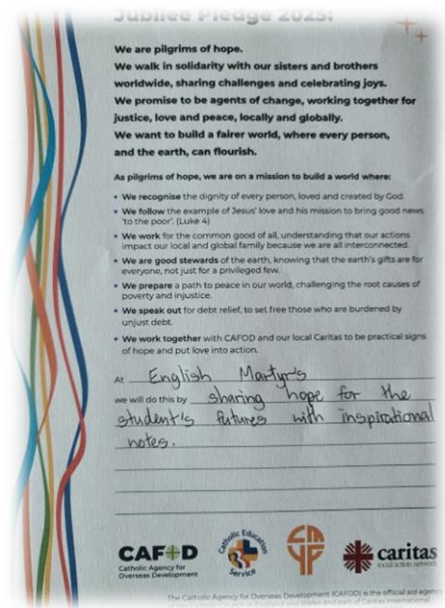 Jubilee Pledge 2025!
We are pilgrims of hope.
We walk in solidarity with our sisters and brothers
worldwide, sharing challenges and celebrating joys.
We promise to be agents of change, working together for
justice, love and peace, locally and globally.
We want to build a fairer world, where every person,
and the earth, can flourish.
As pilgrims of hope, we are on a mission to build a world where:
• We recognise the dignity of every person, loved and created by God.
• We follow the example of Jesus' love and his mission to bring good news
'to the poor'. (Luke 4)
• We work for the common good of all, understanding that our actions
impact our local and global family because we are all interconnected.
• We are good stewards of the earth, knowing that the earth's gifts are for
everyone, not just for a privileged few.
• We prepare a path to peace in our world, challenging the root causes of
poverty and injustice.
• We speak out for debt relief, to set free those who are burdened by
unjust debt.
• We work together with CAFOD and our local Caritas to be practical signs
of hope and put love into action.
At English Martyr's
we will do this by sharing hope for the
student's futures with inspirational
notes.
CAFOD
Catholic Agency for
Overseas Development
Catholic Education
Service
caritas
social action network
The Catholic Agency for Overseas Development (CAFOD) is the official aid agency